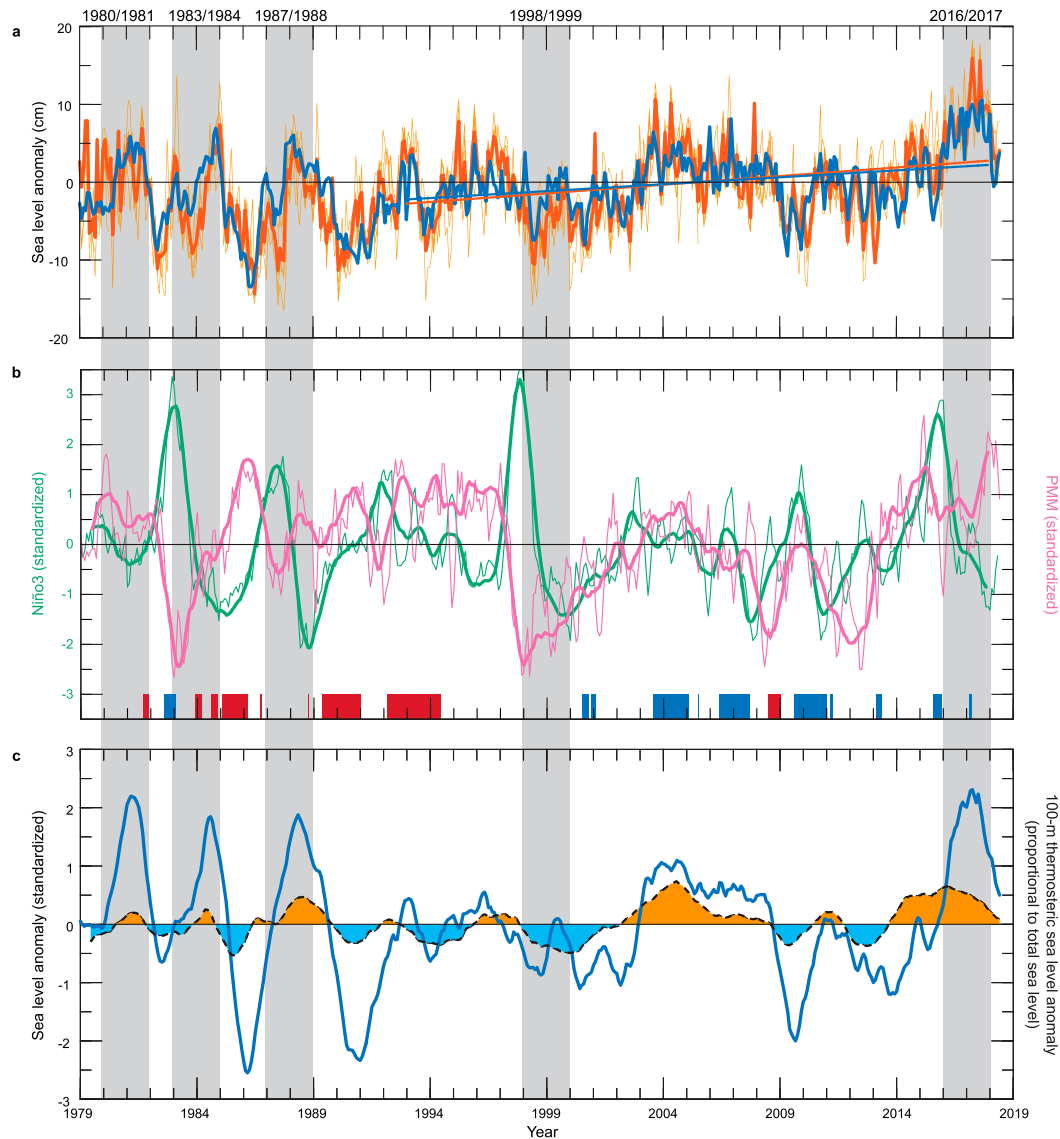 1980/1981 1983/1984 1987/1988 1998/1999 2016/2017
a
20
10
0
-10
-20
Sea level anomaly (cm)
b
3
2
1
0
-1
-2
-3
Niño3 (standardized)
PMM (standardized)
c
3
2
1
0
-1
-2
-3
Sea level anomaly (standardized)
100-m thermosteric sea level anomaly
(proportional to total sea level)
1979 1984 1989 1994 1999 2004 2009 2014 2019
Year